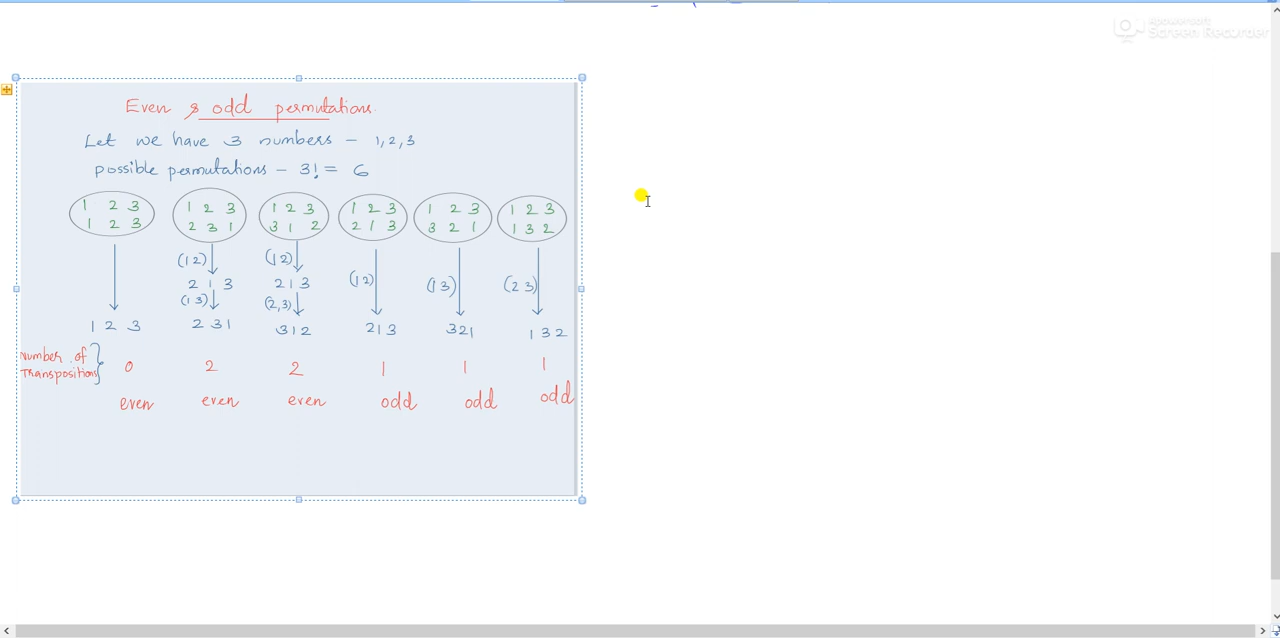 Apowersoft
Screen Recorder
Even & odd permutations.
Let we have 3 numbers - 1,2,3
possible permutations - 3! = 6
1 2 3 1 2 3 1 2 3 1 2 3 1 2 3 1 2 3
1 2 3 2 3 1 3 1 2 2 1 3 3 2 1 1 3 2
(1 2) (1 2)
2 1 3 2 1 3 (1 2) (1 3) (2 3)
(1 3) (2,3)
1 2 3 2 3 1 3 1 2 2 1 3 3 2 1 1 3 2
Number of
Transpositions} 0 2 2 1 1 1
even even even odd odd odd